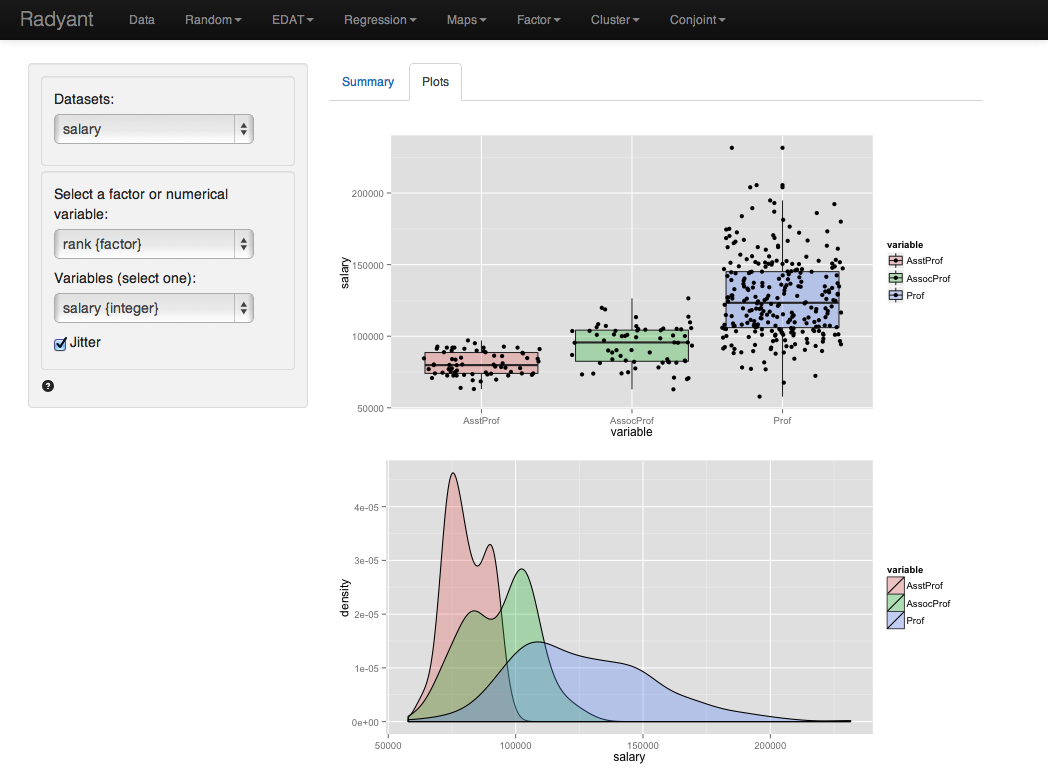 Radyant Data Random EDAT Regression Maps Factor Cluster Conjoint
Datasets:
salary
Select a factor or numerical
variable:
rank {factor}
Variables (select one):
salary {integer}
Jitter
?
Summary Plots
200000
150000
100000
50000
salary
AsstProf AssocProf Prof
variable
variable
AsstProf
AssocProf
Prof
4e-05
3e-05
2e-05
1e-05
0e+00
density
50000 100000 150000 200000
salary
variable
AsstProf
AssocProf
Prof